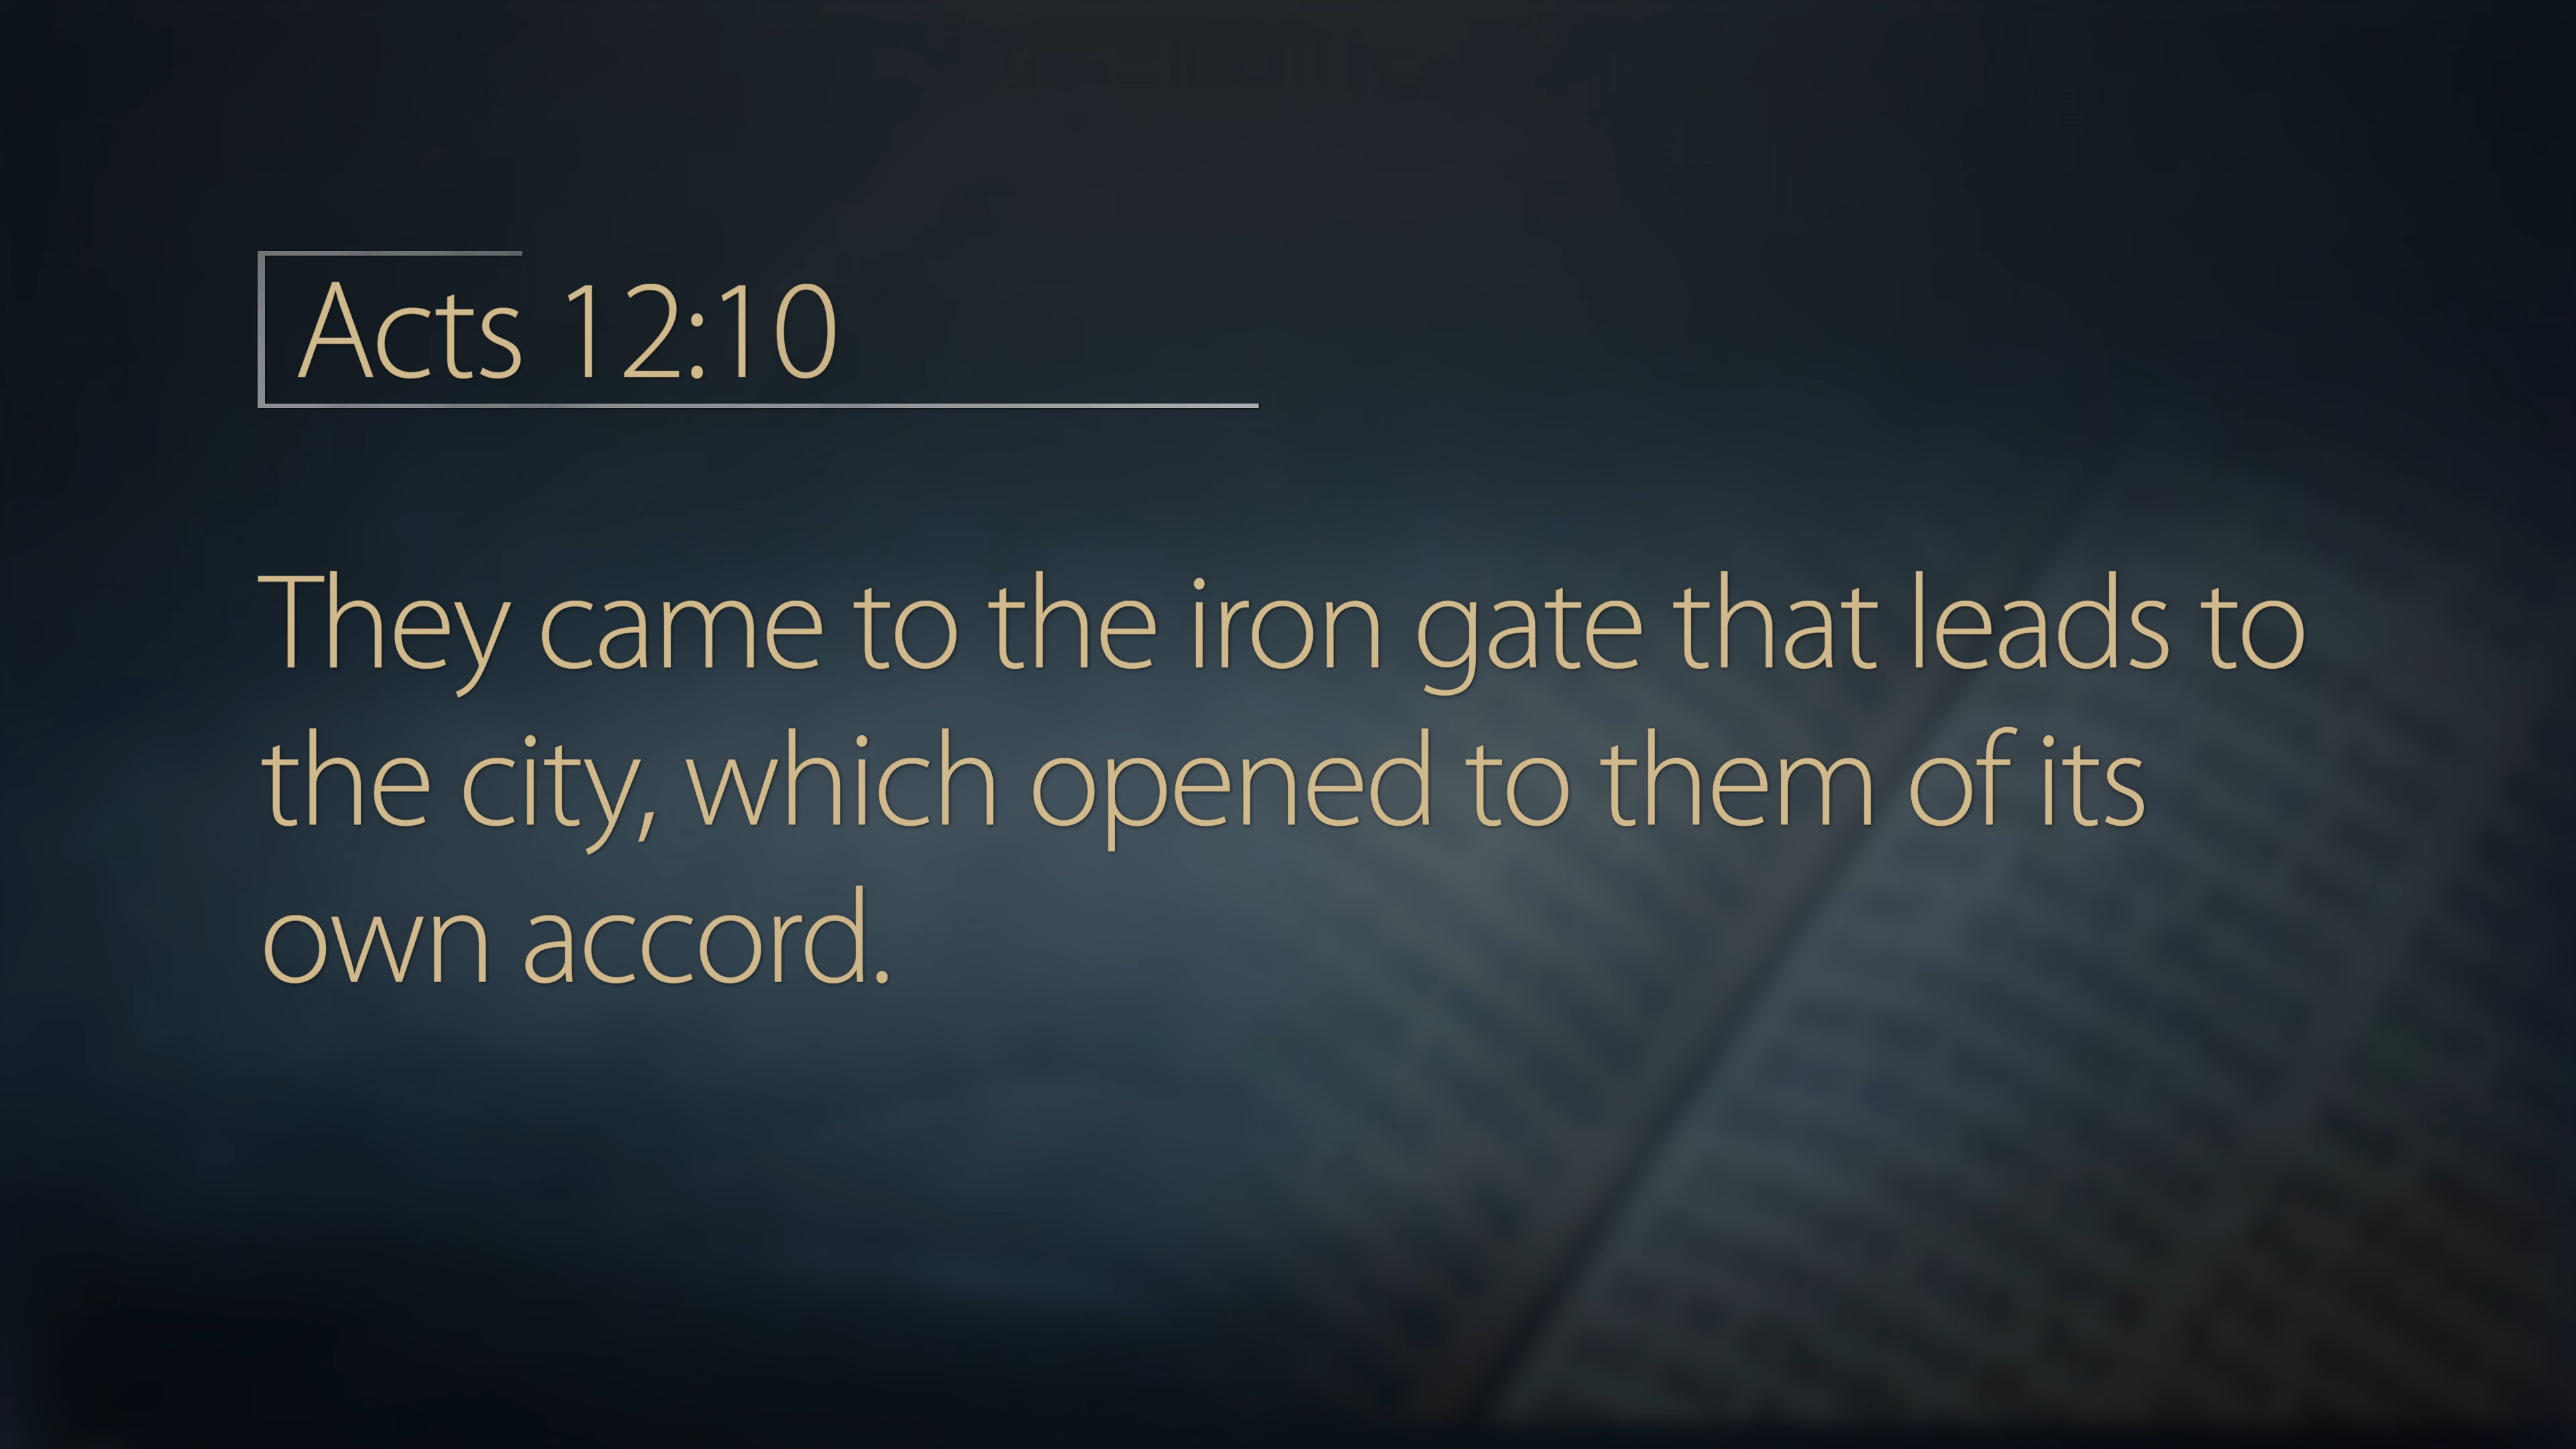 Acts 12:10
They came to the iron gate that leads to
the city, which opened to them of its
own accord.